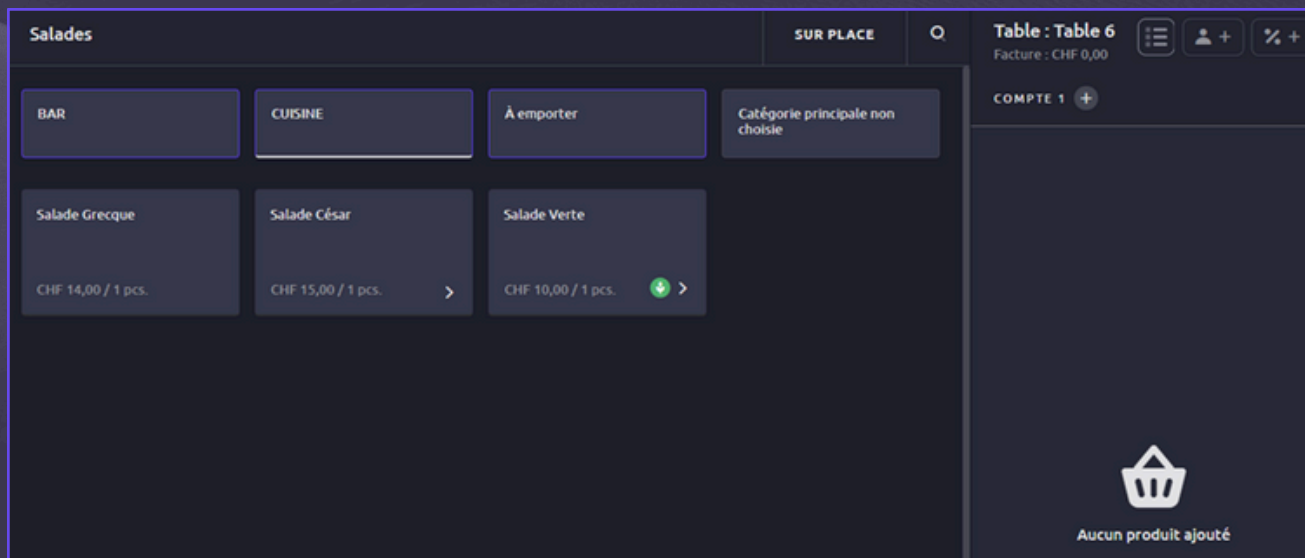 Salades
SUR PLACE
Table : Table 6
Facture : CHF 0,00
COMPTE 1
BAR
CUISINE
À emporter
Catégorie principale non
choisie
Salade Grecque
CHF 14,00 / 1 pcs.
Salade César
CHF 15,00 / 1 pcs.
Salade Verte
CHF 10,00 / 1 pcs.
Aucun produit ajouté